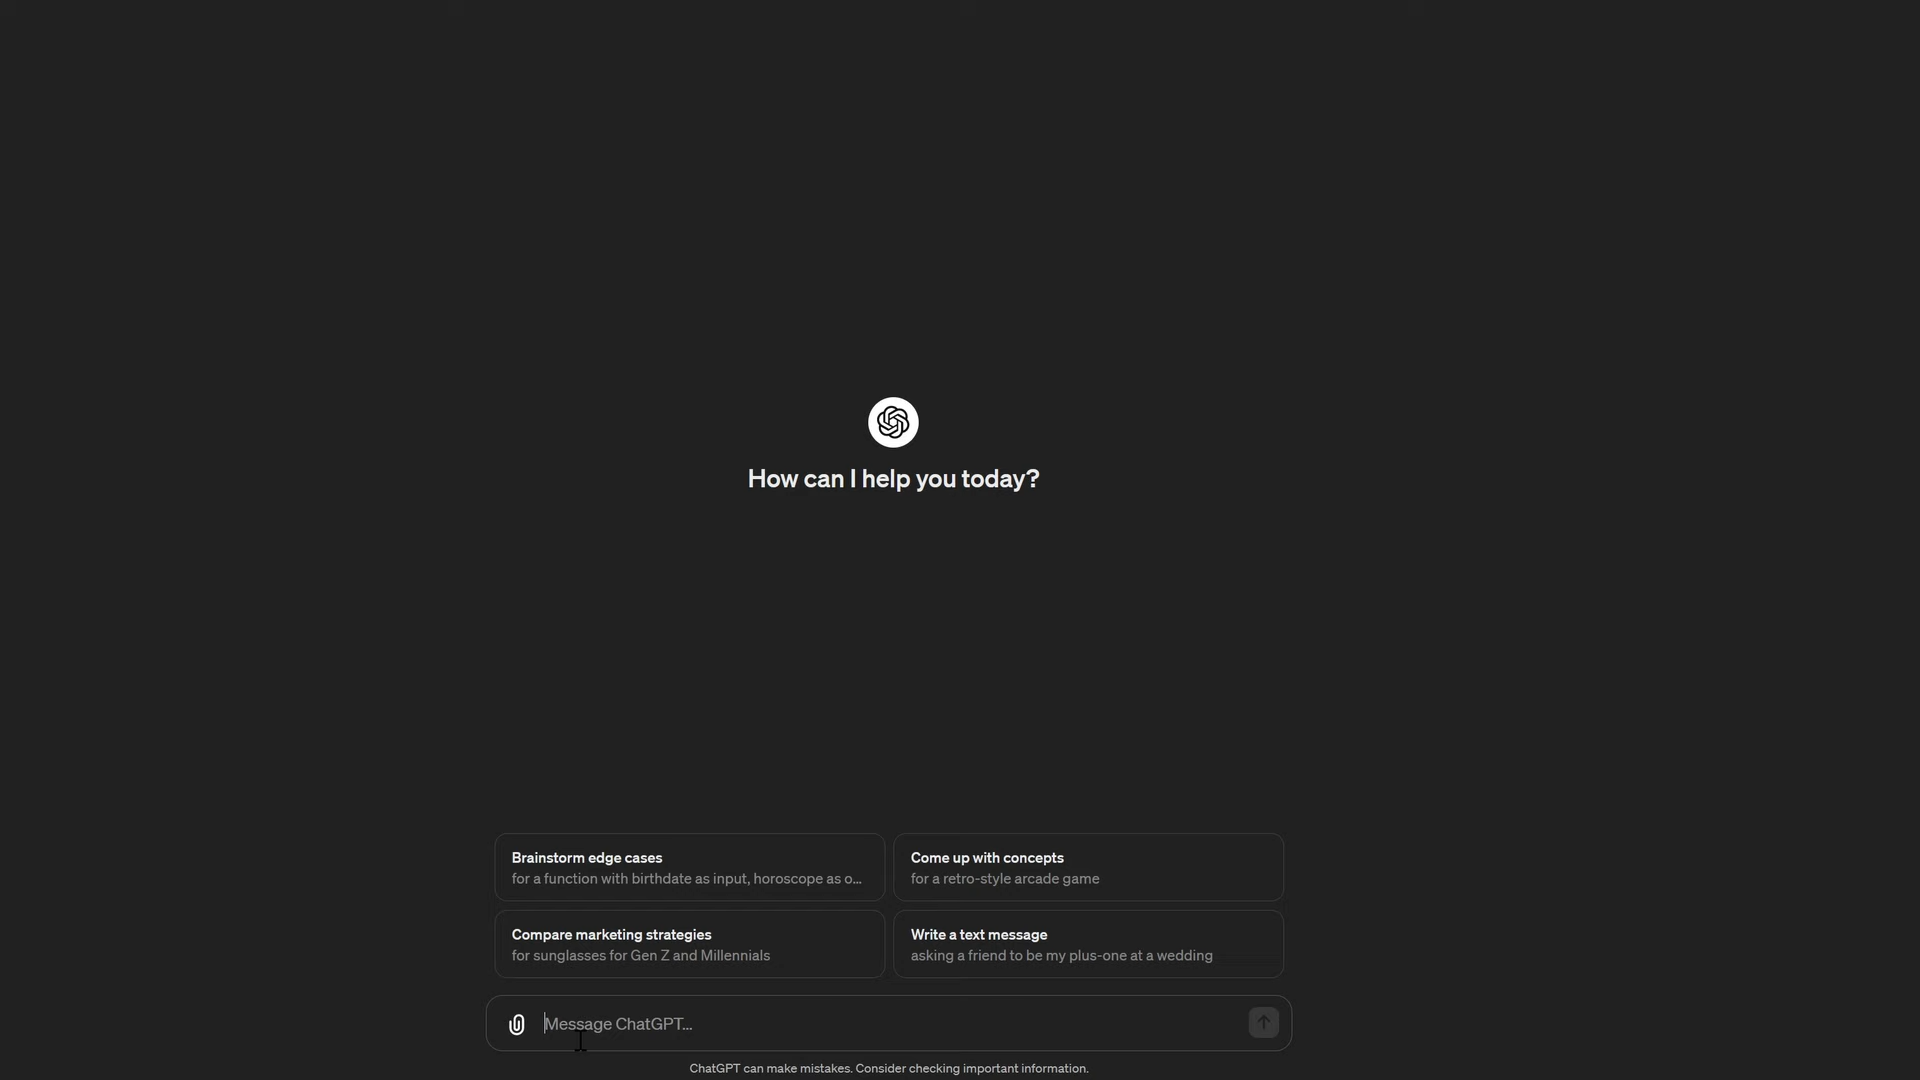 How can I help you today?
Brainstorm edge cases
for a function with birthdate as input, horoscope as o...
Come up with concepts
for a retro-style arcade game
Compare marketing strategies
for sunglasses for Gen Z and Millennials
Write a text message
asking a friend to be my plus-one at a wedding
Message ChatGPT...
ChatGPT can make mistakes. Consider checking important information.